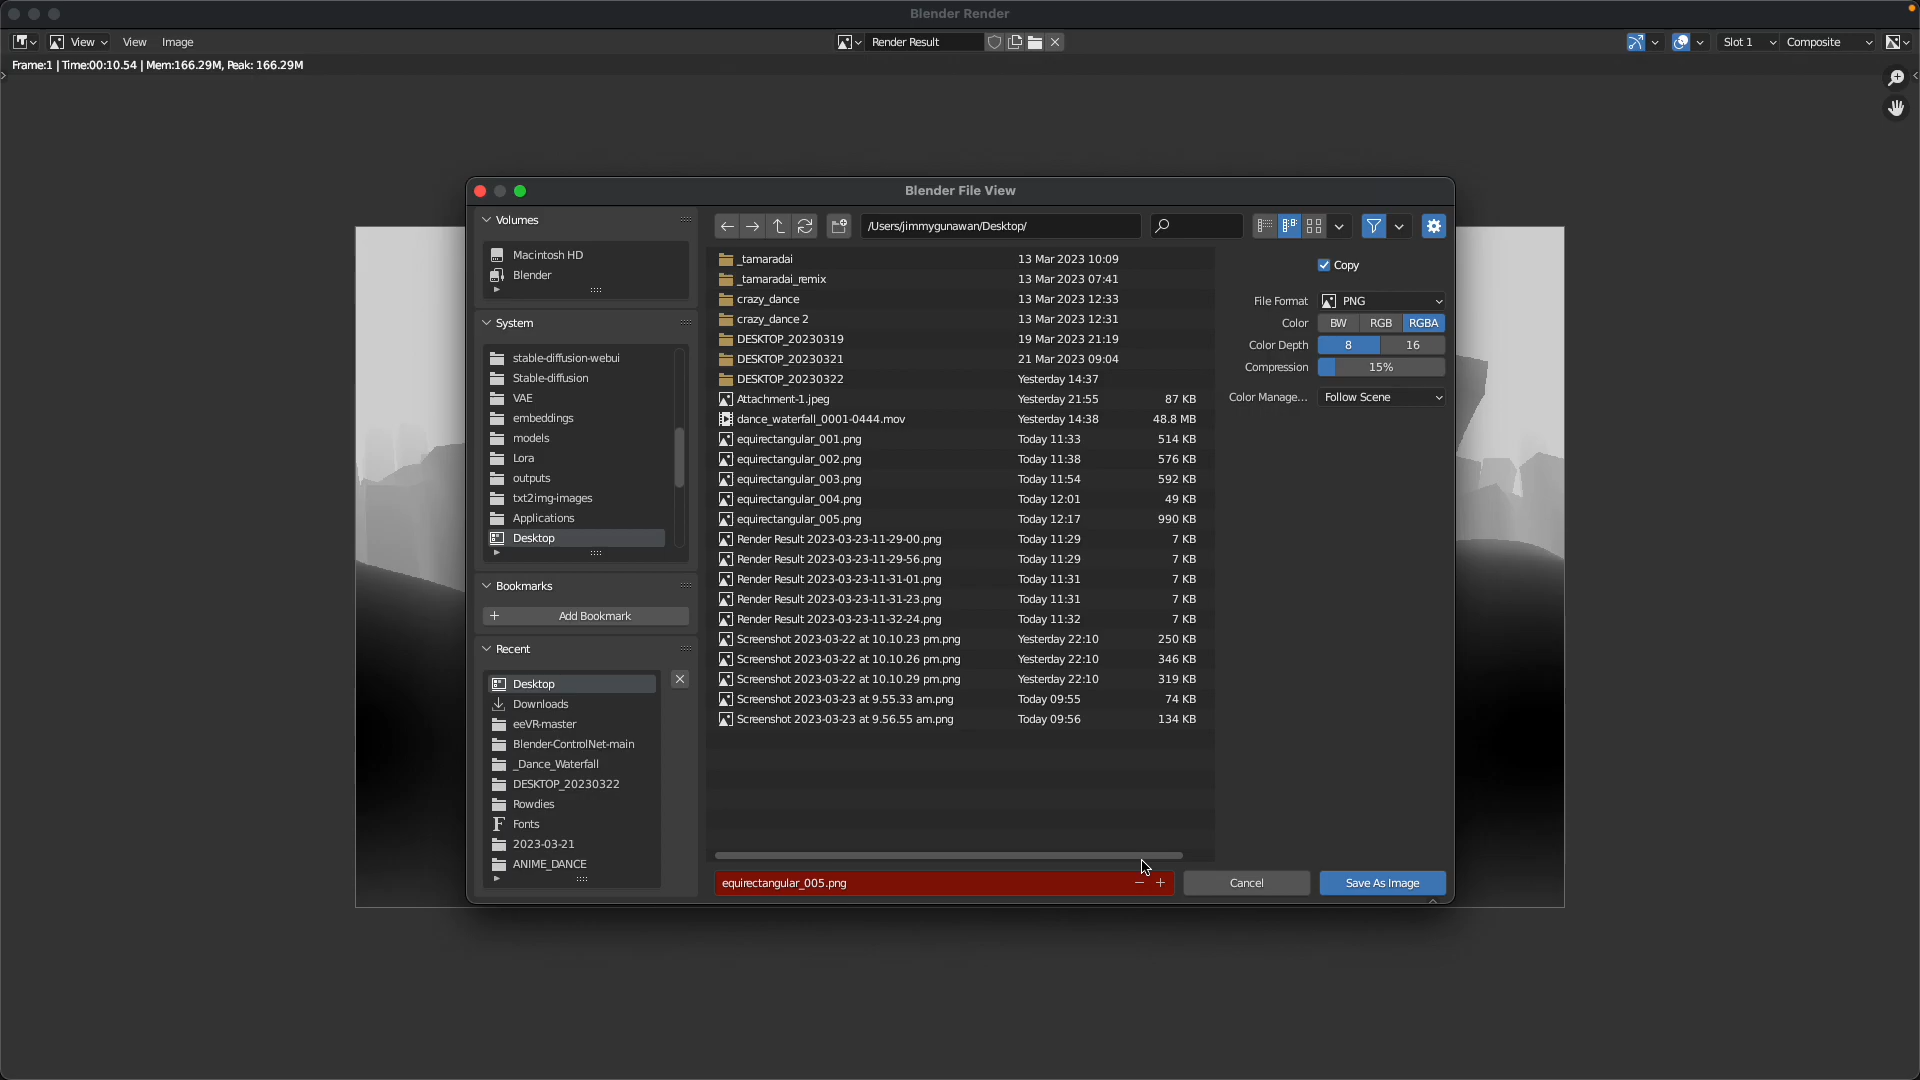 Blender Render
View View Image Render Result Slot 1 Composite
Frame:1 | Time:00:10.54 | Mem:166.29M, Peak: 166.29M
Blender File View
Volumes
Macintosh HD
Blender
System
stable-diffusion-webui
Stable-diffusion
VAE
embeddings
models
Lora
outputs
txt2img-images
Applications
Desktop
Bookmarks
Add Bookmark
Recent
Desktop
Downloads
eeVR-master
Blender-ControlNet-main
_Dance_Waterfall
DESKTOP_20230322
Rowdies
Fonts
2023-03-21
ANIME_DANCE
/Users/jimmygunawan/Desktop/
_tamaradai 13 Mar 2023 10:09
_tamaradai_remix 13 Mar 2023 07:41
crazy_dance 13 Mar 2023 12:33
crazy_dance 2 13 Mar 2023 12:31
DESKTOP_20230319 19 Mar 2023 21:19
DESKTOP_20230321 21 Mar 2023 09:04
DESKTOP_20230322 Yesterday 14:37
Attachment-1.jpeg Yesterday 21:55 87 KB
dance_waterfall_0001-0444.mov Yesterday 14:38 48.8 MB
equirectangular_001.png Today 11:33 514 KB
equirectangular_002.png Today 11:38 576 KB
equirectangular_003.png Today 11:54 592 KB
equirectangular_004.png Today 12:01 49 KB
equirectangular_005.png Today 12:17 990 KB
Render Result 2023-03-23-11-29-00.png Today 11:29 7 KB
Render Result 2023-03-23-11-29-56.png Today 11:29 7 KB
Render Result 2023-03-23-11-31-01.png Today 11:31 7 KB
Render Result 2023-03-23-11-31-23.png Today 11:31 7 KB
Render Result 2023-03-23-11-32-24.png Today 11:32 7 KB
Screenshot 2023-03-22 at 10.10.23 pm.png Yesterday 22:10 250 KB
Screenshot 2023-03-22 at 10.10.26 pm.png Yesterday 22:10 346 KB
Screenshot 2023-03-22 at 10.10.29 pm.png Yesterday 22:10 319 KB
Screenshot 2023-03-23 at 9.55.33 am.png Today 09:55 74 KB
Screenshot 2023-03-23 at 9.56.55 am.png Today 09:56 134 KB
Copy
File Format PNG
Color BW RGB RGBA
Color Depth 8 16
Compression 15%
Color Manage... Follow Scene
equirectangular_005.png Cancel Save As Image